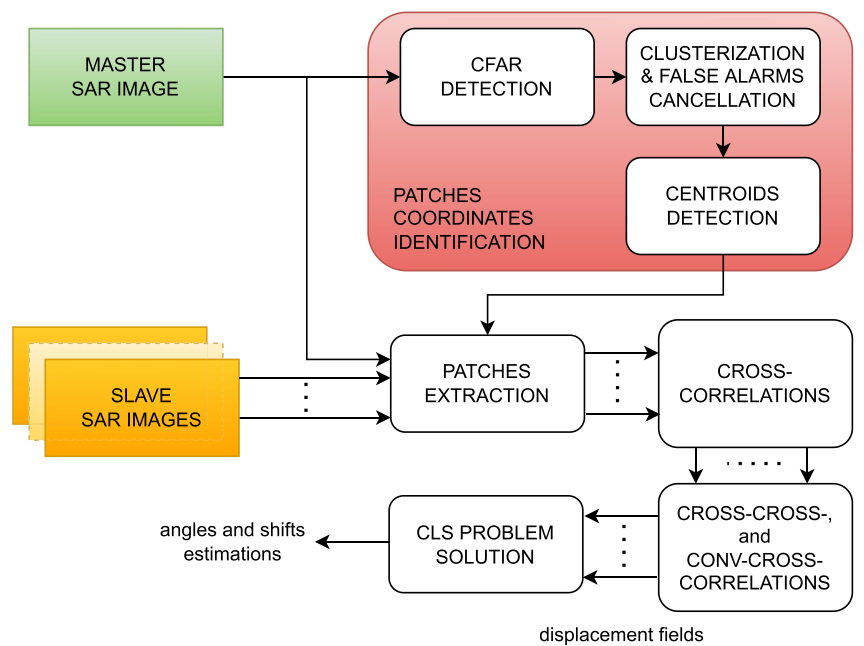 MASTER
SAR IMAGE
CFAR
DETECTION
CLUSTERIZATION
& FALSE ALARMS
CANCELLATION
PATCHES
COORDINATES
IDENTIFICATION
CENTROIDS
DETECTION
SLAVE
SAR IMAGES
PATCHES
EXTRACTION
CROSS-
CORRELATIONS
CROSS-CROSS-,
and
CONV-CROSS-
CORRELATIONS
CLS PROBLEM
SOLUTION
angles and shifts
estimations
displacement fields